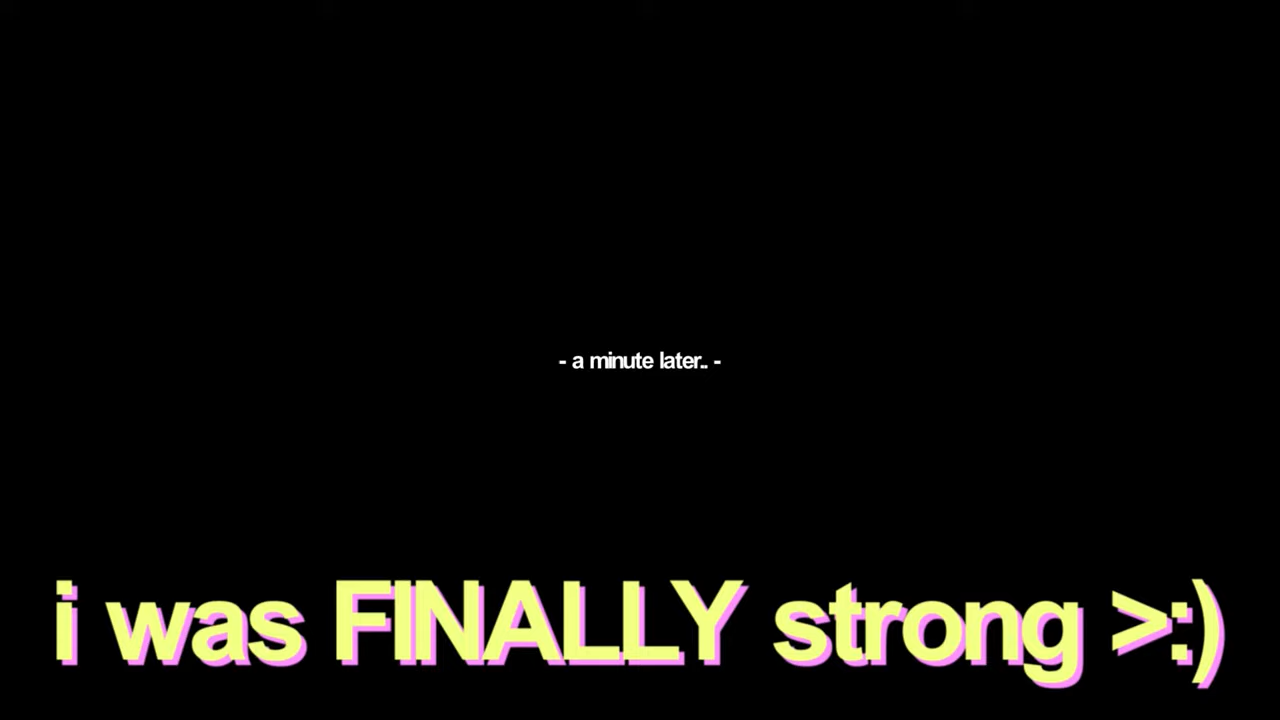 - a minute later.. -
i was FINALLY strong >:)